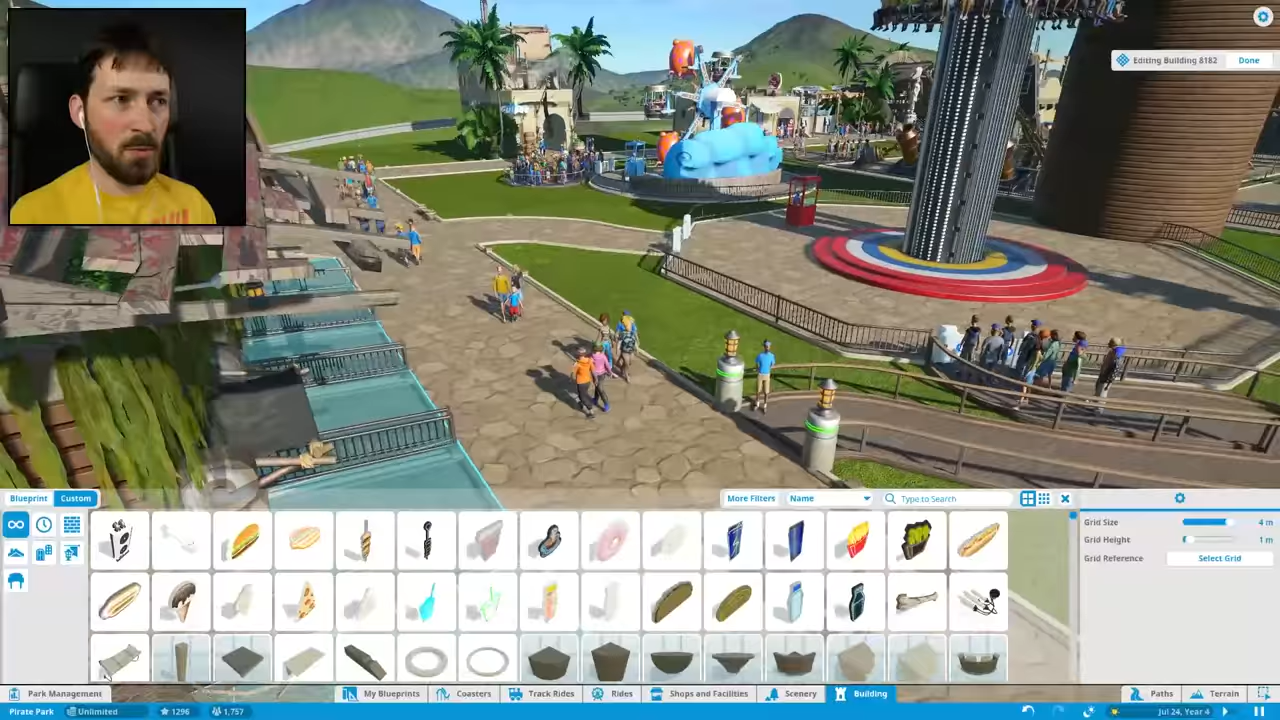 Editing Building 8182
Done
Blueprint
Custom
More Filters
Name
Type to Search
Grid Size
4 m
Grid Height
1 m
Grid Reference
Select Grid
Park Management
My Blueprints
Coasters
Track Rides
Rides
Shops and Facilities
Scenery
Building
Paths
Terrain
Pirate Park
Unlimited
1296
1,757
Jul 24, Year 4